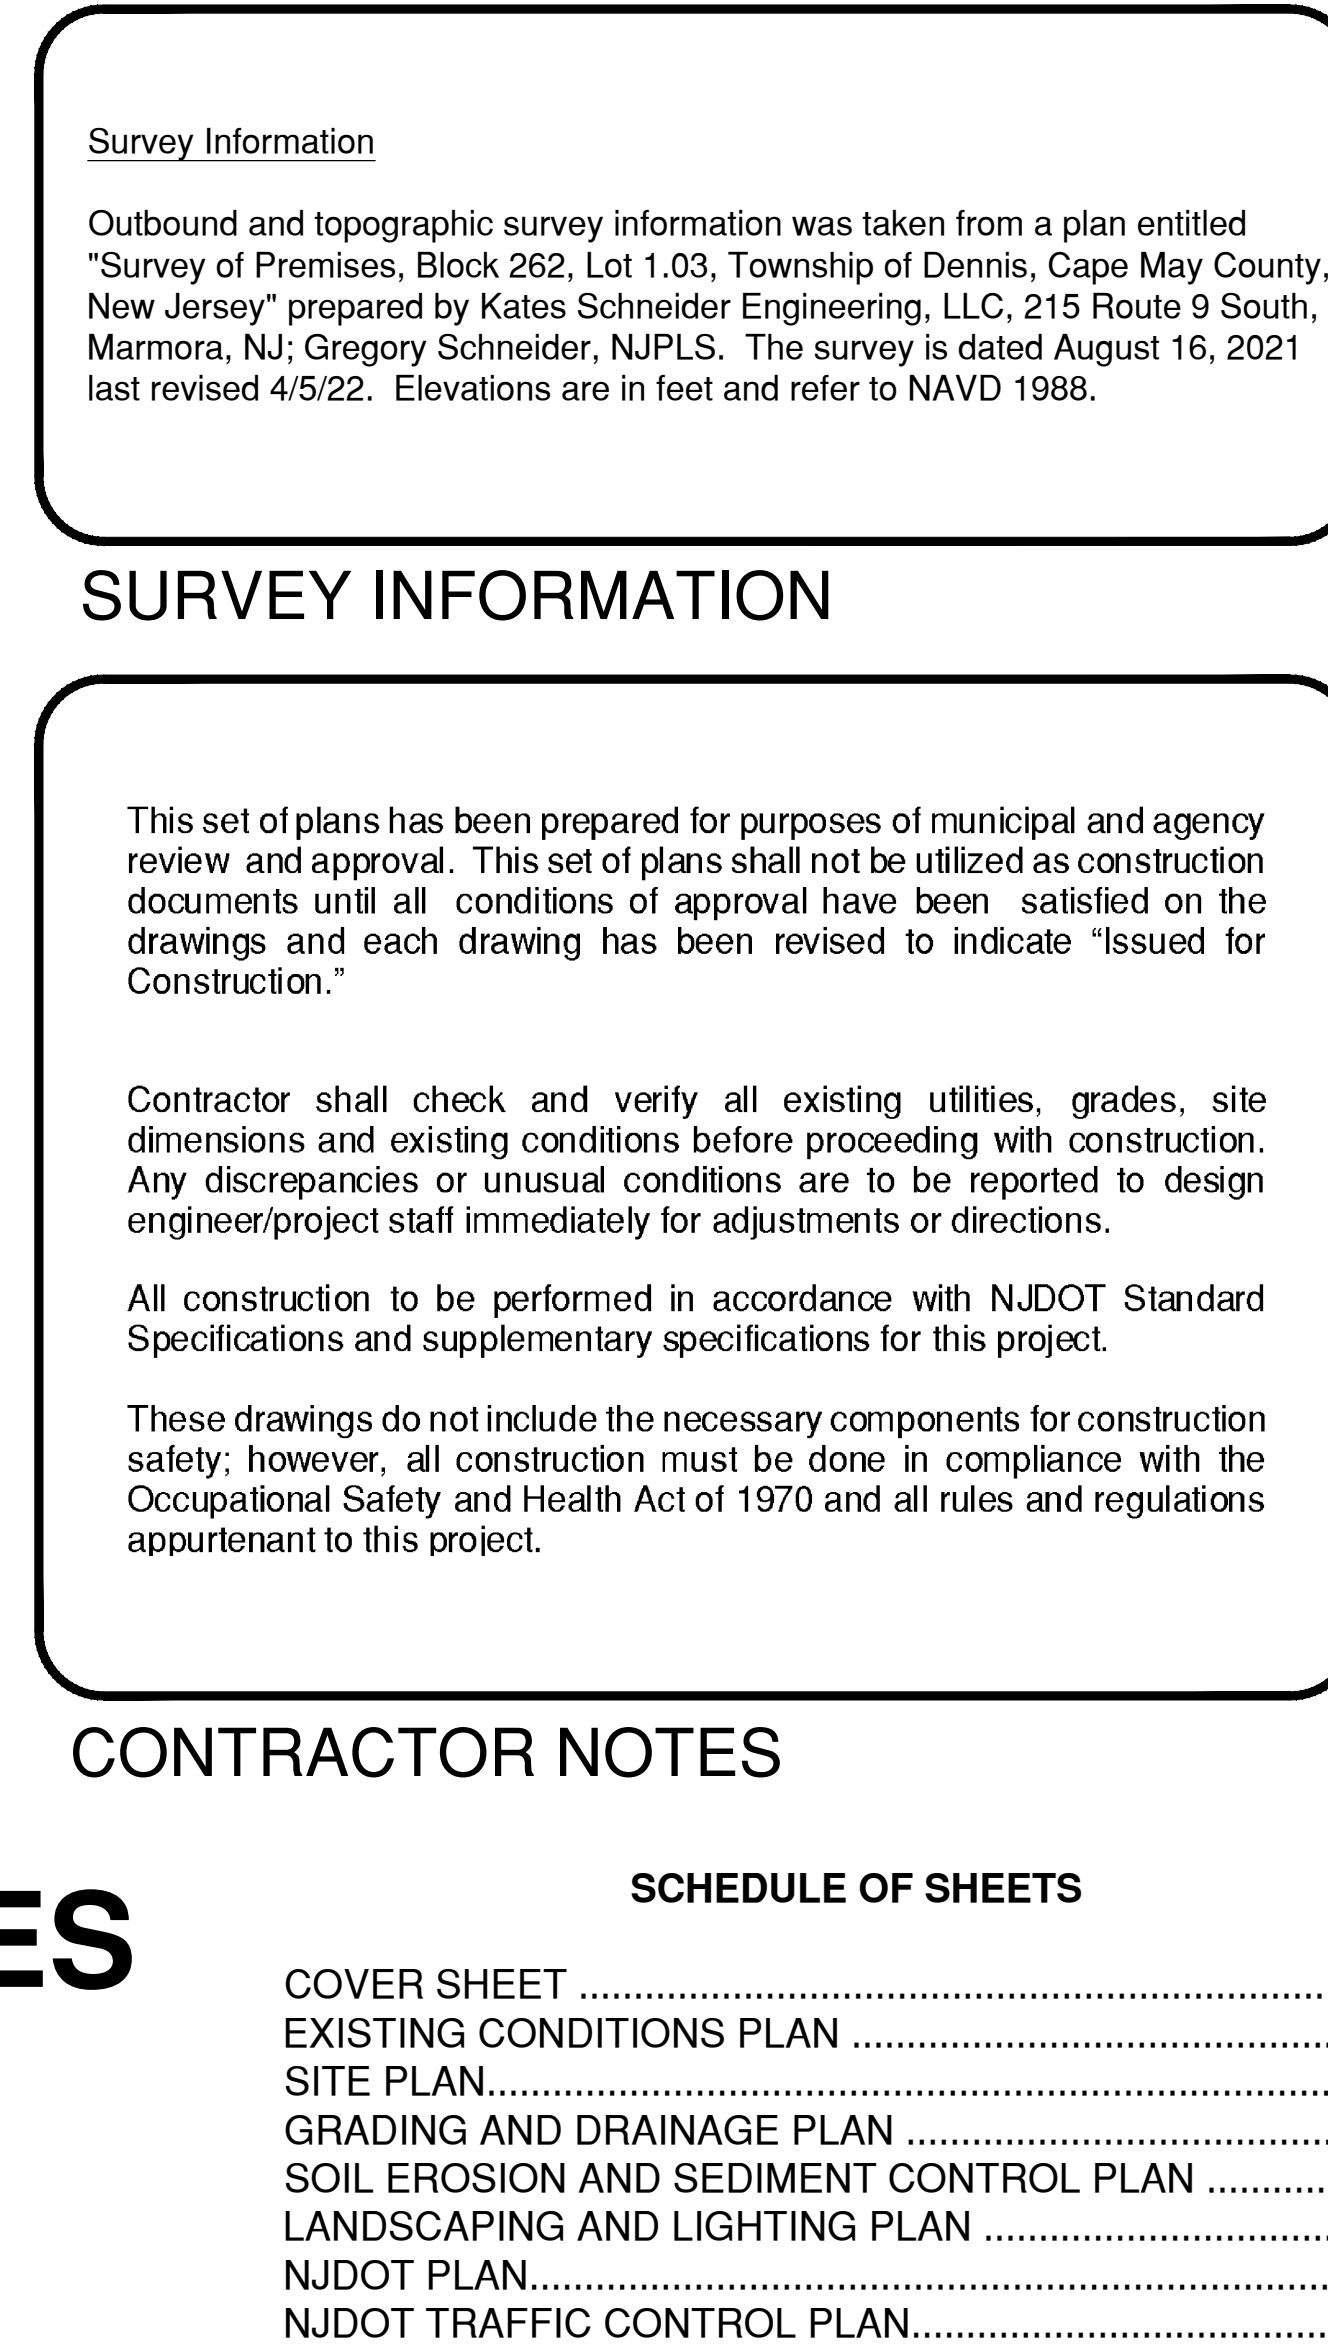 Survey Information
Outbound and topographic survey information was taken from a plan entitled
"Survey of Premises, Block 262, Lot 1.03, Township of Dennis, Cape May County,
New Jersey" prepared by Kates Schneider Engineering, LLC, 215 Route 9 South,
Marmora, NJ; Gregory Schneider, NJPLS.  The survey is dated August 16, 2021
last revised 4/5/22.  Elevations are in feet and refer to NAVD 1988.
SURVEY INFORMATION
This set of plans has been prepared for purposes of municipal and agency
review and approval.  This set of plans shall not be utilized as construction
documents until all conditions of approval have been satisfied on the
drawings and each drawing has been revised to indicate “Issued for
Construction.”
Contractor shall check and verify all existing utilities, grades, site
dimensions and existing conditions before proceeding with construction.
Any discrepancies or unusual conditions are to be reported to design
engineer/project staff immediately for adjustments or directions.
All construction to be performed in accordance with NJDOT Standard
Specifications and supplementary specifications for this project.
These drawings do not include the necessary components for construction
safety; however, all construction must be done in compliance with the
Occupational Safety and Health Act of 1970 and all rules and regulations
appurtenant to this project.
CONTRACTOR NOTES
ES
SCHEDULE OF SHEETS
COVER SHEET ..........................................................
EXISTING CONDITIONS PLAN .....................................
SITE PLAN..................................................................
GRADING AND DRAINAGE PLAN .................................
SOIL EROSION AND SEDIMENT CONTROL PLAN ...........
LANDSCAPING AND LIGHTING PLAN ...........................
NJDOT PLAN...............................................................
NJDOT TRAFFIC CONTROL PLAN.................................